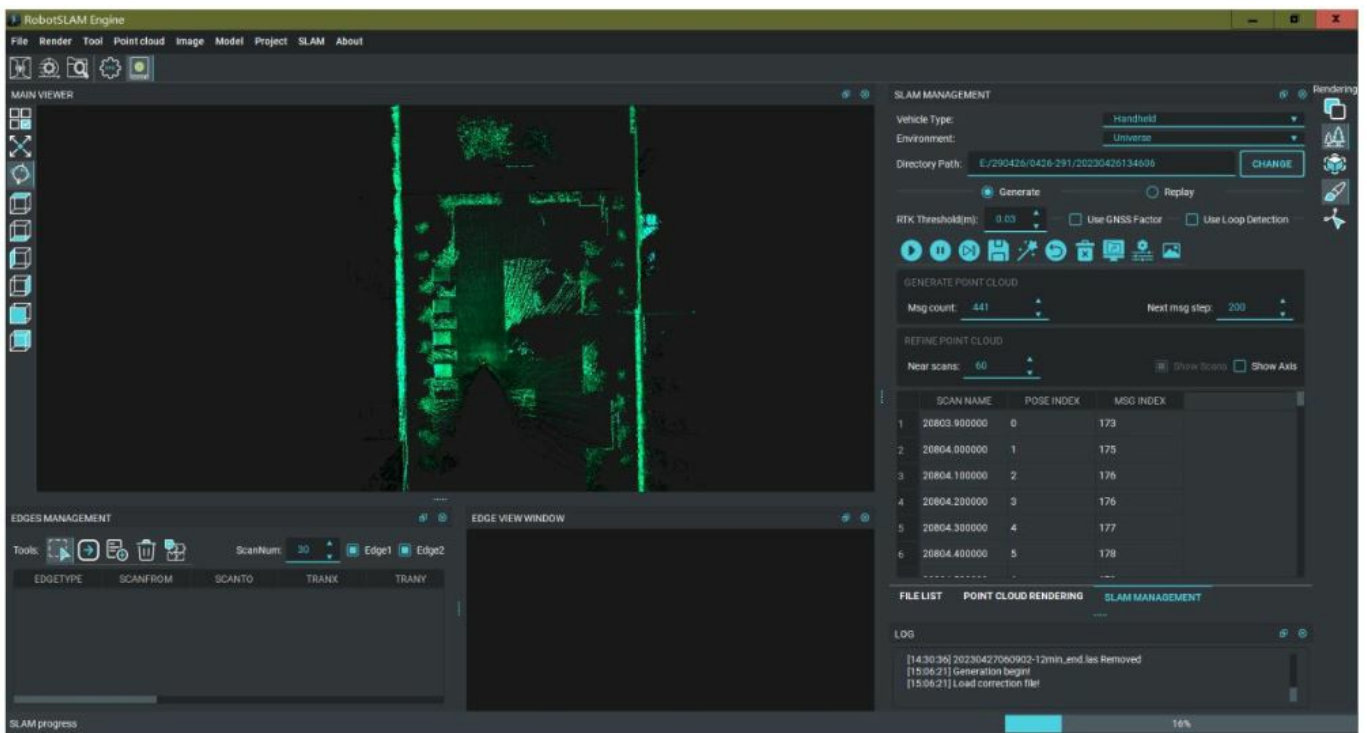 RobotSLAM Engine
File Render Tool Point cloud Image Model Project SLAM About
MAIN VIEWER
SLAM MANAGEMENT
Rendering
Vehicle Type: Handheld
Environment: Universe
Directory Path: E:/290426/0426-291/20230426134606 CHANGE
Generate Replay
RTK Threshold(m): 0.03 Use GNSS Factor Use Loop Detection
GENERATE POINT CLOUD
Msg count: 441 Next msg step: 200
REFINE POINT CLOUD
Near scans: 60 Show Scans Show Axis
SCAN NAME POSE INDEX MSG INDEX
1 20803.900000 0 173
2 20804.000000 1 175
3 20804.100000 2 176
4 20804.200000 3 176
5 20804.300000 4 177
6 20804.400000 5 178
FILE LIST POINT CLOUD RENDERING SLAM MANAGEMENT
EDGES MANAGEMENT
Tools: ScanNum: 30 Edge1 Edge2
EDGETYPE SCANFROM SCANTO TRANX TRANY
EDGE VIEW WINDOW
LOG
[14:30:36] 20230427060902-12min_end.las Removed
[15:06:21] Generation begin!
[15:06:21] Load correction file!
SLAM progress
16%